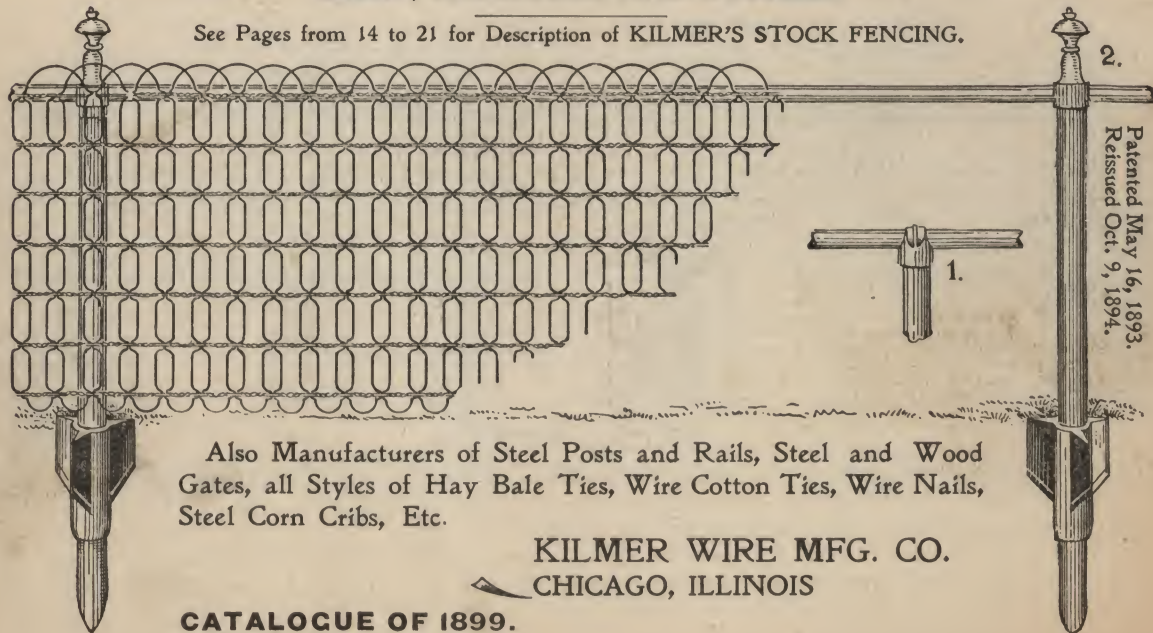 See Pages from 14 to 21 for Description of KILMER'S STOCK FENCING.
2.
Patented May 16, 1893.
Reissued Oct. 9, 1894.
1.
Also Manufacturers of Steel Posts and Rails, Steel and Wood
Gates, all Styles of Hay Bale Ties, Wire Cotton Ties, Wire Nails,
Steel Corn Cribs, Etc.
KILMER WIRE MFG. CO.
CHICAGO, ILLINOIS
CATALOGUE OF 1899.